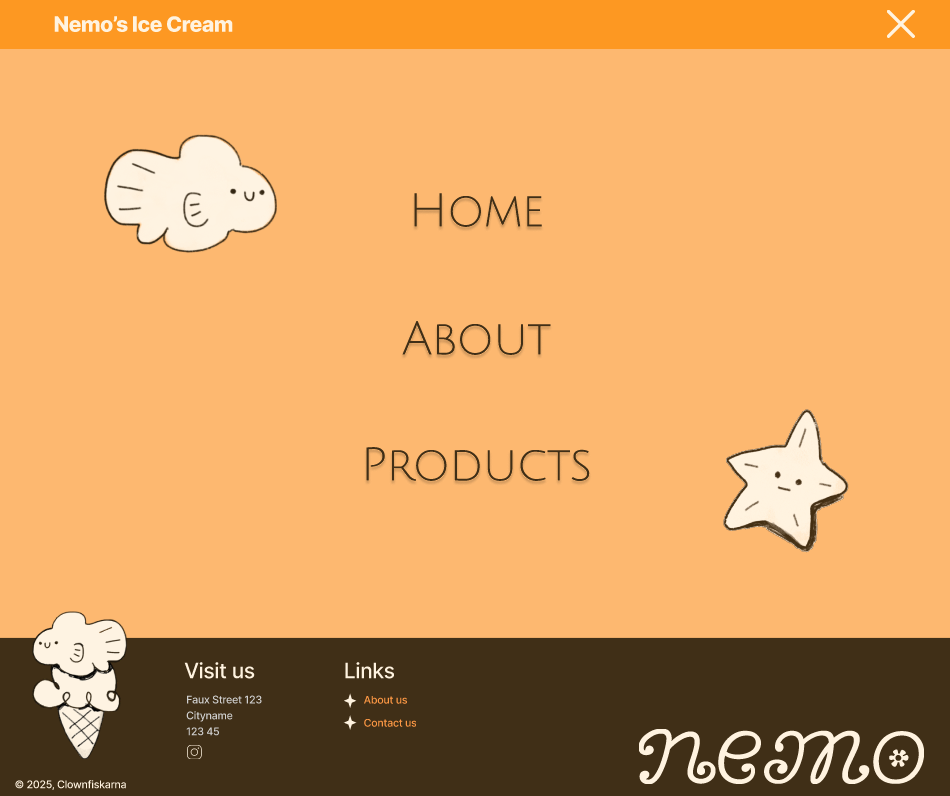 Nemo’s Ice Cream
Home
About
Products
Visit us
Faux Street 123
Cityname
123 45
Links
About us
Contact us
nemo
© 2025, Clownfiskarna